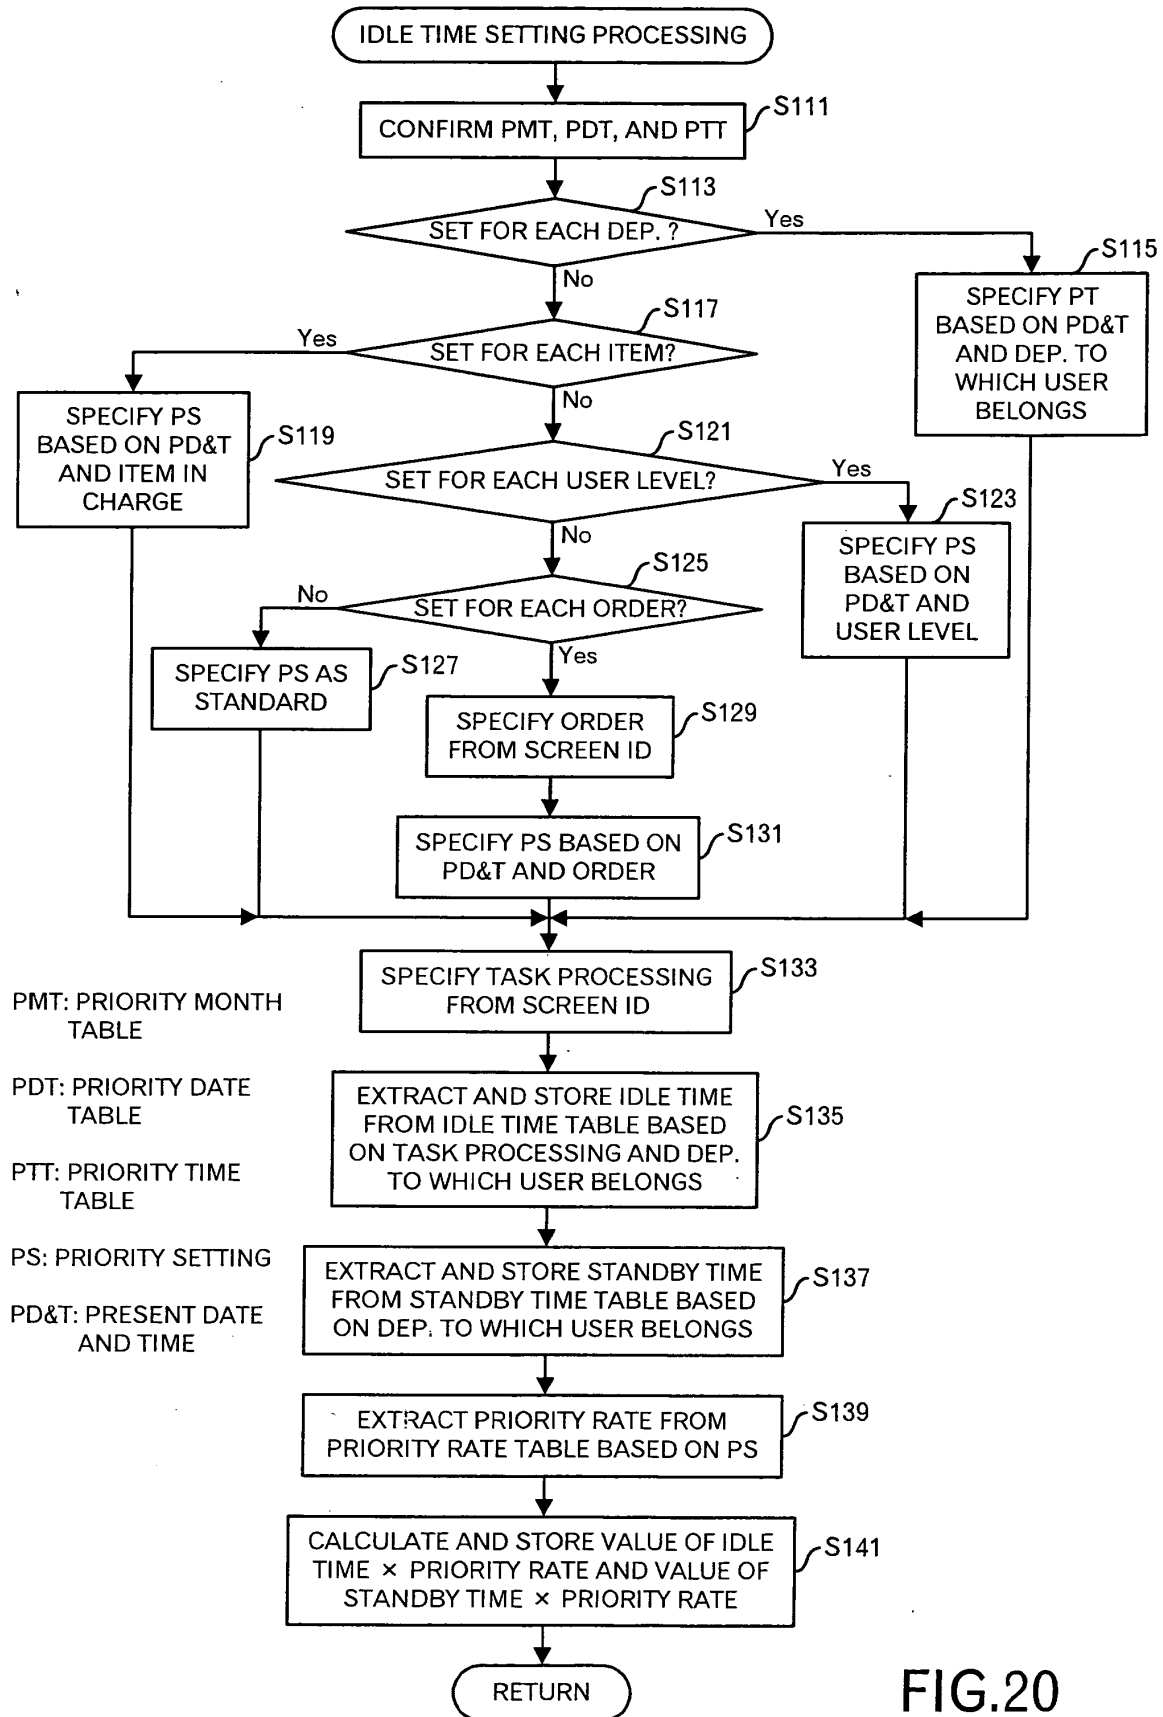 IDLE TIME SETTING PROCESSING
S111
CONFIRM PMT, PDT, AND PTT
S113
SET FOR EACH DEP. ?
Yes
No
S115
SPECIFY PT
BASED ON PD&T
AND DEP. TO
WHICH USER
BELONGS
S117
SET FOR EACH ITEM?
Yes
No
S119
SPECIFY PS
BASED ON PD&T
AND ITEM IN
CHARGE
S121
SET FOR EACH USER LEVEL?
Yes
No
S123
SPECIFY PS
BASED ON
PD&T AND
USER LEVEL
S125
SET FOR EACH ORDER?
No
Yes
S127
SPECIFY PS AS
STANDARD
S129
SPECIFY ORDER
FROM SCREEN ID
S131
SPECIFY PS BASED ON
PD&T AND ORDER
S133
SPECIFY TASK PROCESSING
FROM SCREEN ID
PMT: PRIORITY MONTH
TABLE
PDT: PRIORITY DATE
TABLE
PTT: PRIORITY TIME
TABLE
PS: PRIORITY SETTING
PD&T: PRESENT DATE
AND TIME
S135
EXTRACT AND STORE IDLE TIME
FROM IDLE TIME TABLE BASED
ON TASK PROCESSING AND DEP.
TO WHICH USER BELONGS
S137
EXTRACT AND STORE STANDBY TIME
FROM STANDBY TIME TABLE BASED
ON DEP. TO WHICH USER BELONGS
S139
EXTRACT PRIORITY RATE FROM
PRIORITY RATE TABLE BASED ON PS
S141
CALCULATE AND STORE VALUE OF IDLE
TIME × PRIORITY RATE AND VALUE OF
STANDBY TIME × PRIORITY RATE
RETURN
FIG.20